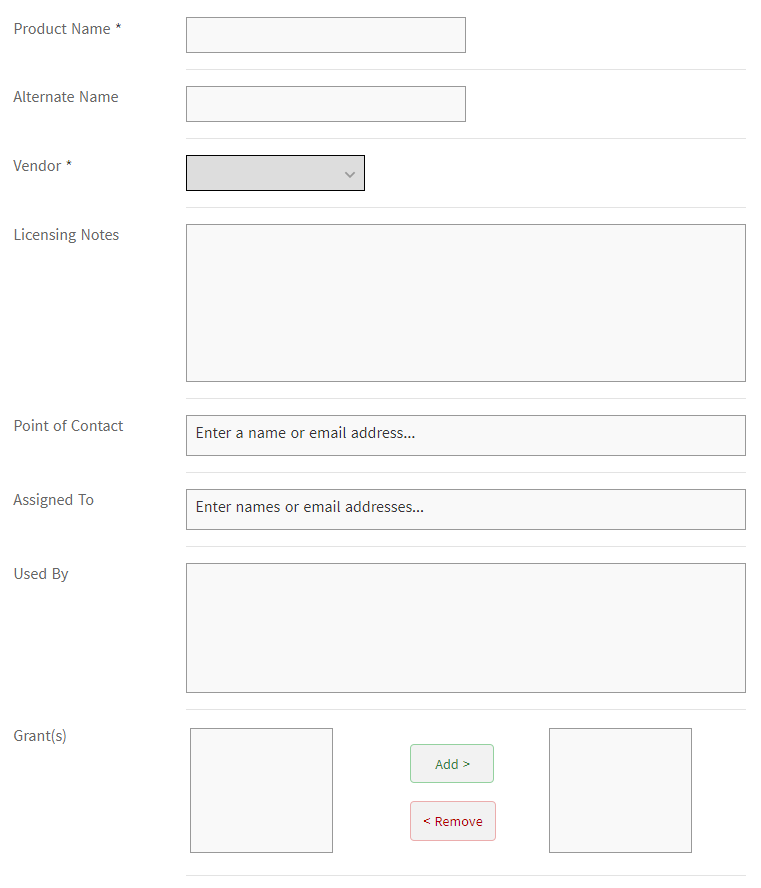 Product Name *
Alternate Name
Vendor *
Licensing Notes
Point of Contact
Enter a name or email address...
Assigned To
Enter names or email addresses...
Used By
Grant(s)
Add >
< Remove